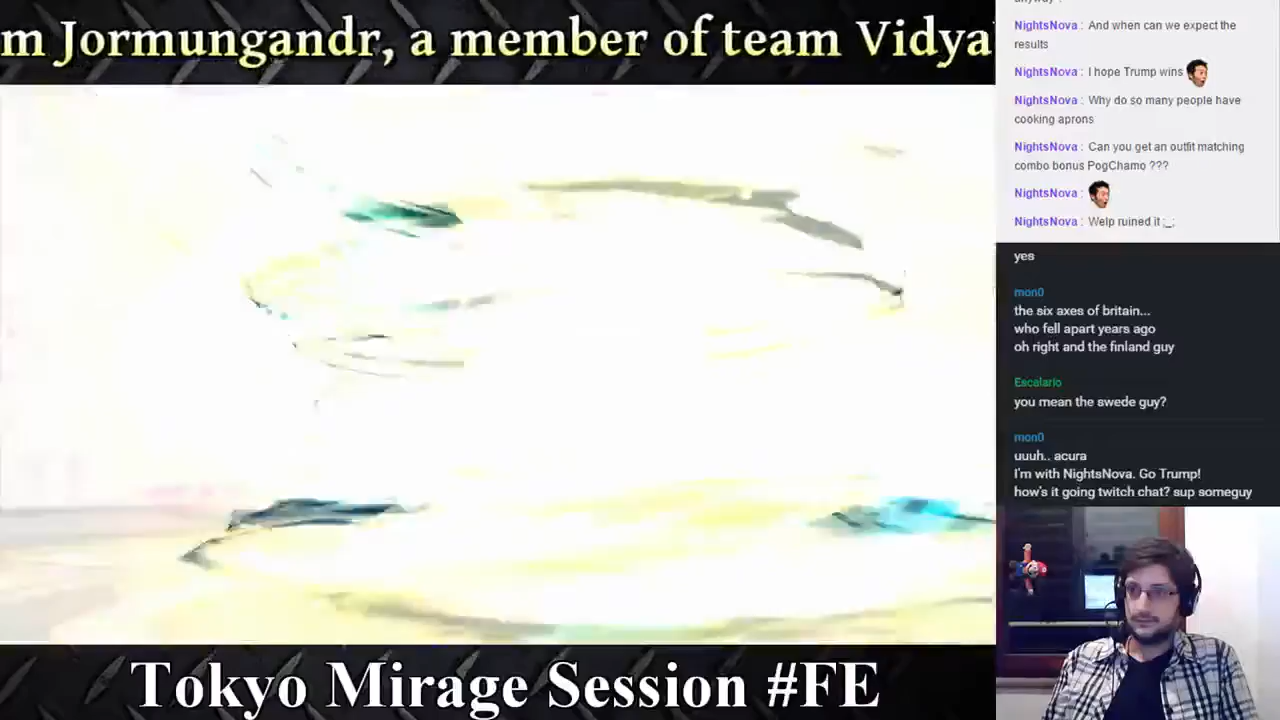 m Jormungandr, a member of team Vidya
anyway ?
NightsNova : And when can we expect the
results
NightsNova : I hope Trump wins
NightsNova : Why do so many people have
cooking aprons
NightsNova : Can you get an outfit matching
combo bonus PogChamo ???
NightsNova :
NightsNova : Welp ruined it ;_;
yes
mon0
the six axes of britain...
who fell apart years ago
oh right and the finland guy
Escalario
you mean the swede guy?
mon0
uuuh.. acura
I'm with NightsNova. Go Trump!
how's it going twitch chat? sup someguy
Tokyo Mirage Session #FE